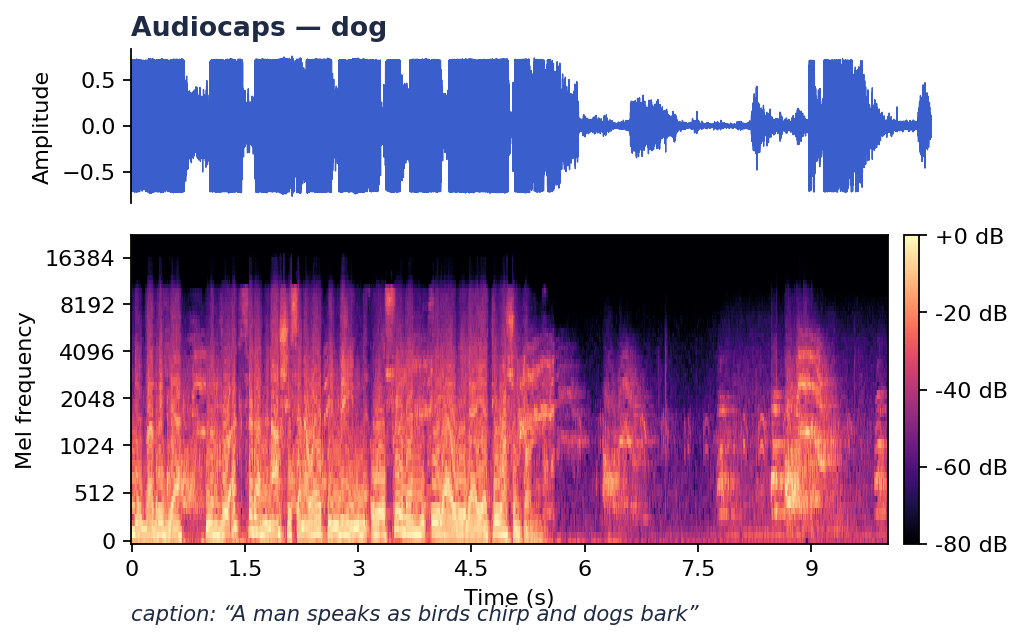 Audiocaps — dog
Amplitude
0.5
0.0
−0.5
Mel frequency
16384
8192
4096
2048
1024
512
0
+0 dB
-20 dB
-40 dB
-60 dB
-80 dB
0 1.5 3 4.5 6 7.5 9
Time (s)
caption: “A man speaks as birds chirp and dogs bark”